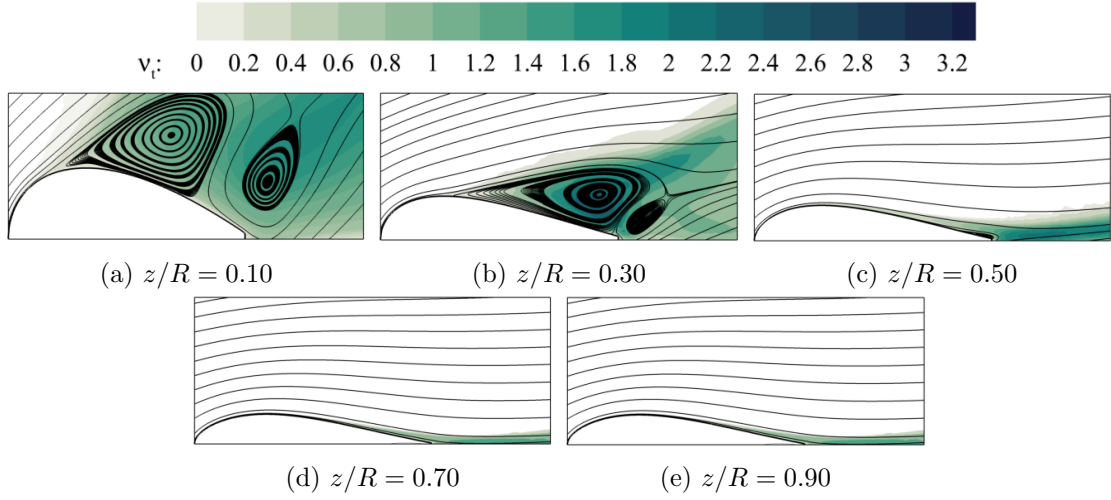 ν_t: 0 0.2 0.4 0.6 0.8 1 1.2 1.4 1.6 1.8 2 2.2 2.4 2.6 2.8 3 3.2
(a) z/R = 0.10 (b) z/R = 0.30 (c) z/R = 0.50
(d) z/R = 0.70 (e) z/R = 0.90